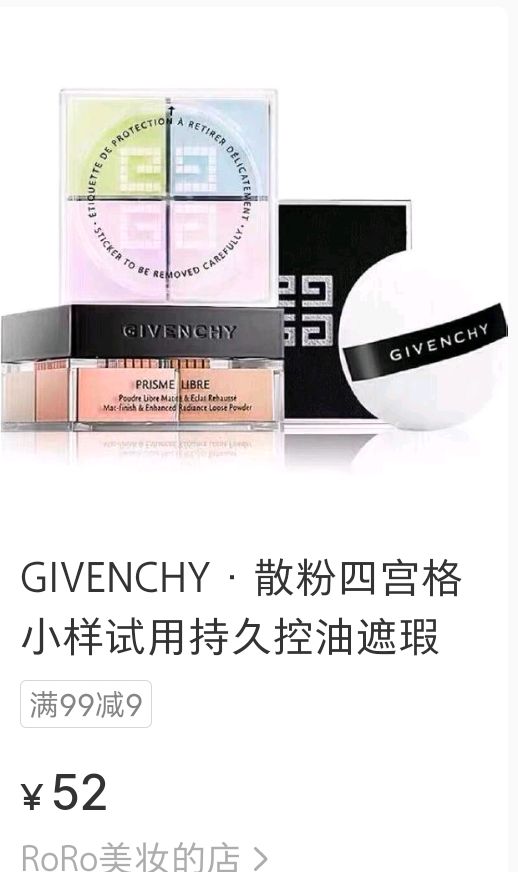 ÉTIQUETTE DE PROTECTION À RETIRER DÉLICATEMENT
STICKER TO BE REMOVED CAREFULLY
GIVENCHY
PRISME LIBRE
Poudre Libre Matité & Eclat Rehaussé
Mat-finish & Enhanced Radiance Loose Powder
GIVENCHY
GIVENCHY · 散粉四宫格
小样试用持久控油遮瑕
满99减9
¥52
RoRo美妆的店 >